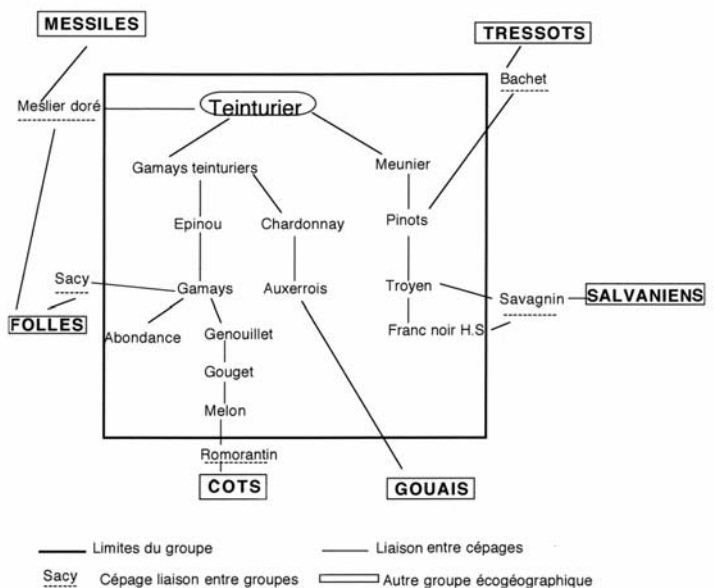 MESSILES
TRESSOTS
Bachet
Meslier doré
Teinturier
Gamays teinturiers
Meunier
Epinou
Chardonnay
Pinots
Sacy
Gamays
Auxerrois
Troyen
Savagnin
SALVANIENS
FOLLES
Abondance
Genouillet
Franc noir H.S
Gouget
Melon
Romorantin
COTS
GOUAIS
Limites du groupe
Liaison entre cépages
Sacy Cépage liaison entre groupes
Autre groupe écogéographique